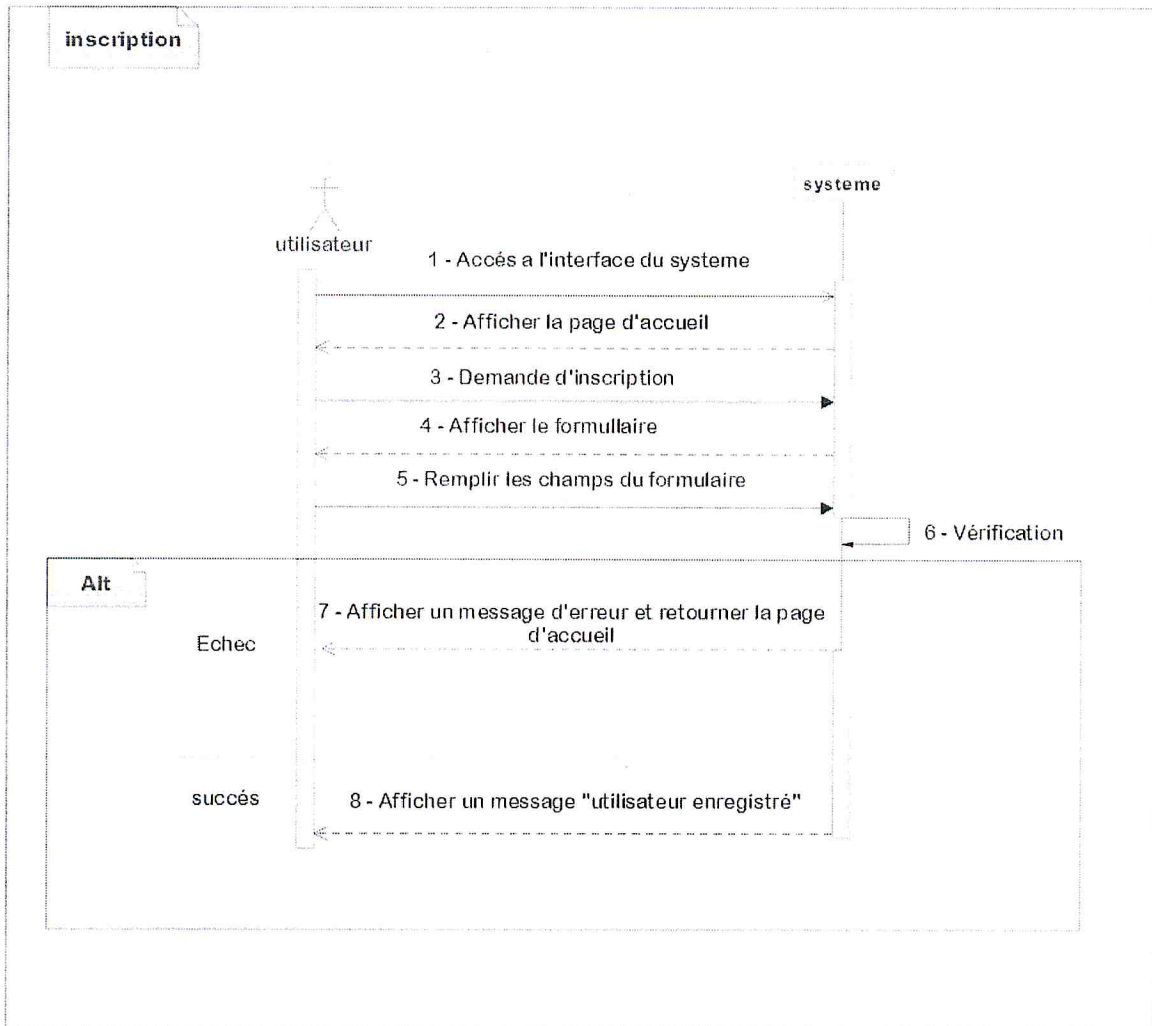 inscription
systeme
utilisateur
1 - Accés a l'interface du systeme
2 - Afficher la page d'accueil
3 - Demande d'inscription
4 - Afficher le formullaire
5 - Remplir les champs du formulaire
6 - Vérification
Alt
7 - Afficher un message d'erreur et retourner la page
d'accueil
Echec
succés
8 - Afficher un message "utilisateur enregistré"